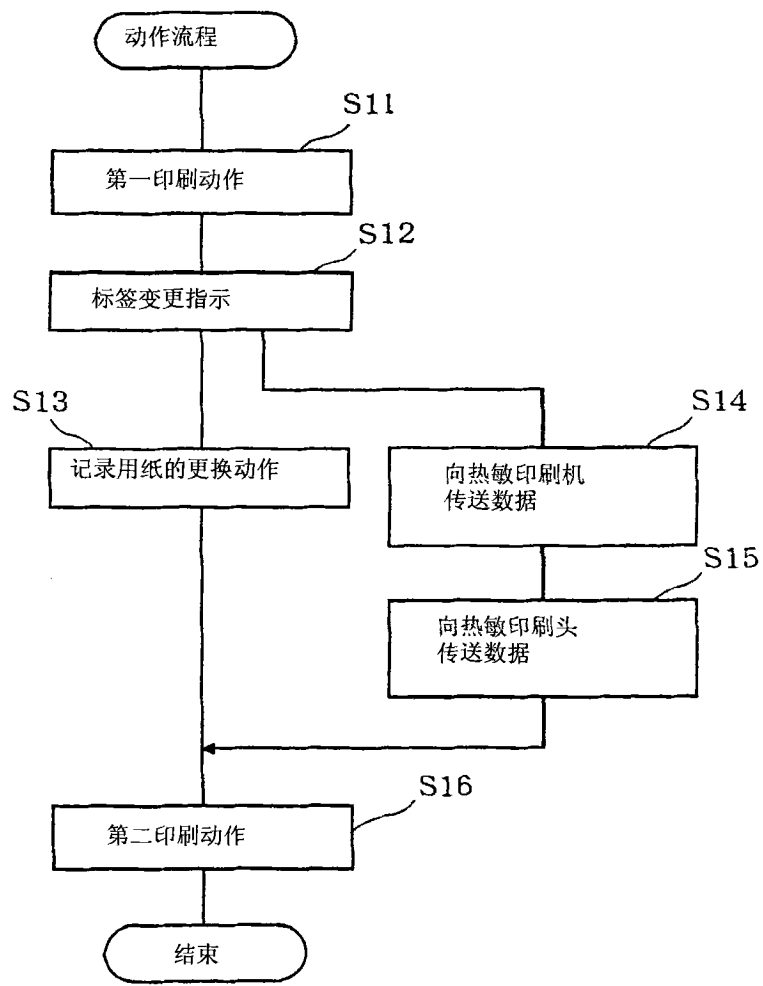 动作流程
S11
第一印刷动作
S12
标签变更指示
S13
记录用纸的更换动作
S14
向热敏印刷机
传送数据
S15
向热敏印刷头
传送数据
S16
第二印刷动作
结束